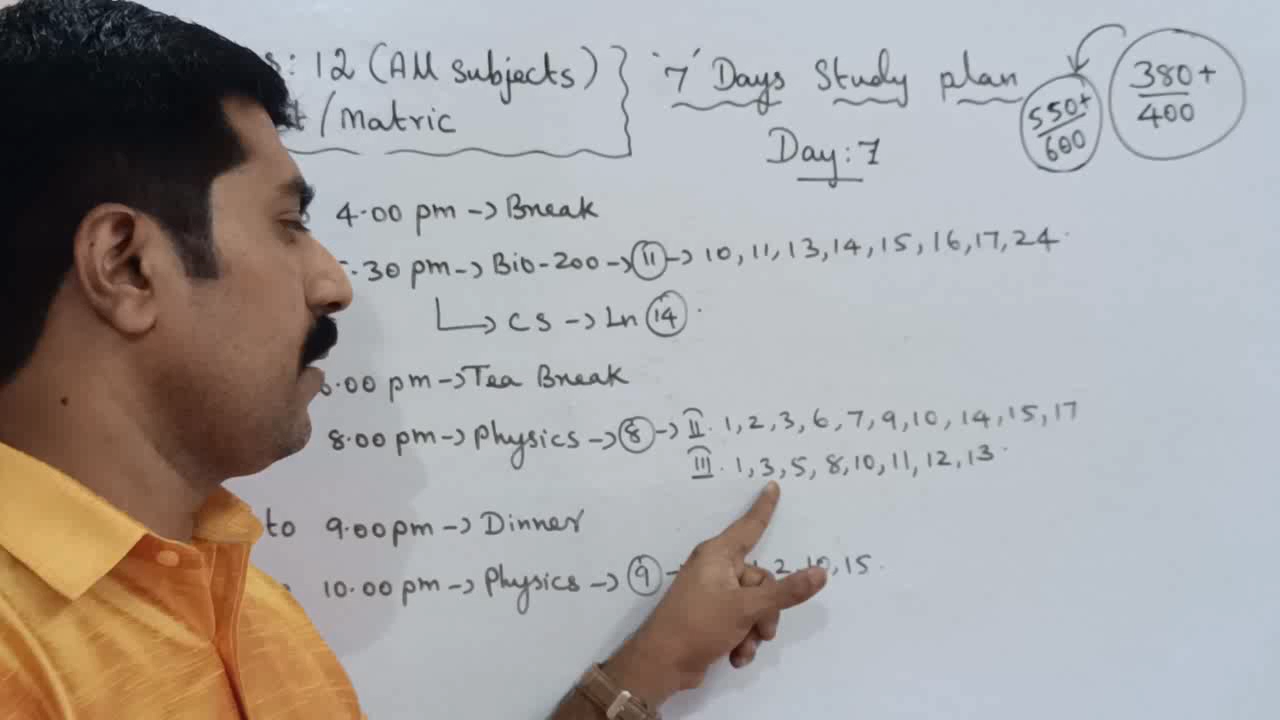 : 12 (All Subjects)
/ Matric
'7' Days Study plan
550+/600
380+/400
Day: 7
4.00 pm -> Break
.30 pm -> Bio-200 -> 11 -> 10, 11, 13, 14, 15, 16, 17, 24.
-> CS -> Ln 14.
.00 pm -> Tea Break
8.00 pm -> Physics -> 8 -> II. 1, 2, 3, 6, 7, 9, 10, 14, 15, 17
III. 1, 3, 5, 8, 10, 11, 12, 13.
to 9.00 pm -> Dinner
10.00 pm -> Physics -> 9 2, 10, 15.